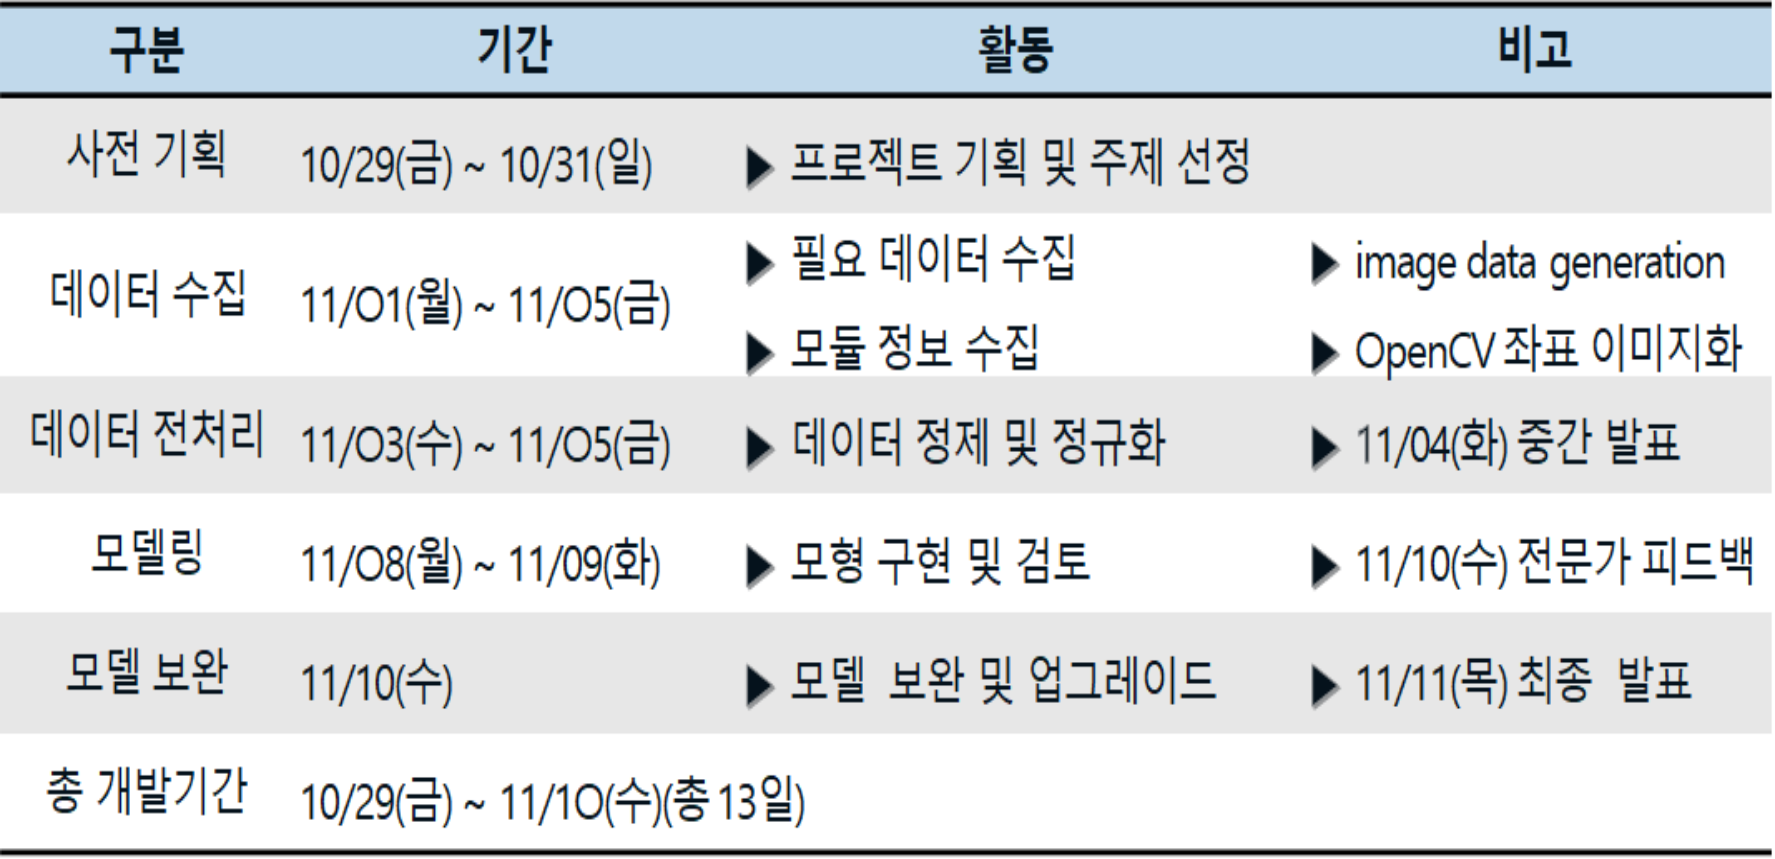 구분 기간 활동 비고
사전 기획 10/29(금) ~ 10/31(일) ▶ 프로젝트 기획 및 주제 선정
데이터 수집 11/O1(월) ~ 11/O5(금) ▶ 필요 데이터 수집 ▶ image data generation
▶ 모듈 정보 수집 ▶ OpenCV 좌표 이미지화
데이터 전처리 11/O3(수) ~ 11/O5(금) ▶ 데이터 정제 및 정규화 ▶ 11/04(화) 중간 발표
모델링 11/O8(월) ~ 11/09(화) ▶ 모형 구현 및 검토 ▶ 11/10(수) 전문가 피드백
모델 보완 11/10(수) ▶ 모델 보완 및 업그레이드 ▶ 11/11(목) 최종 발표
총 개발기간 10/29(금) ~ 11/1O(수)(총 13일)